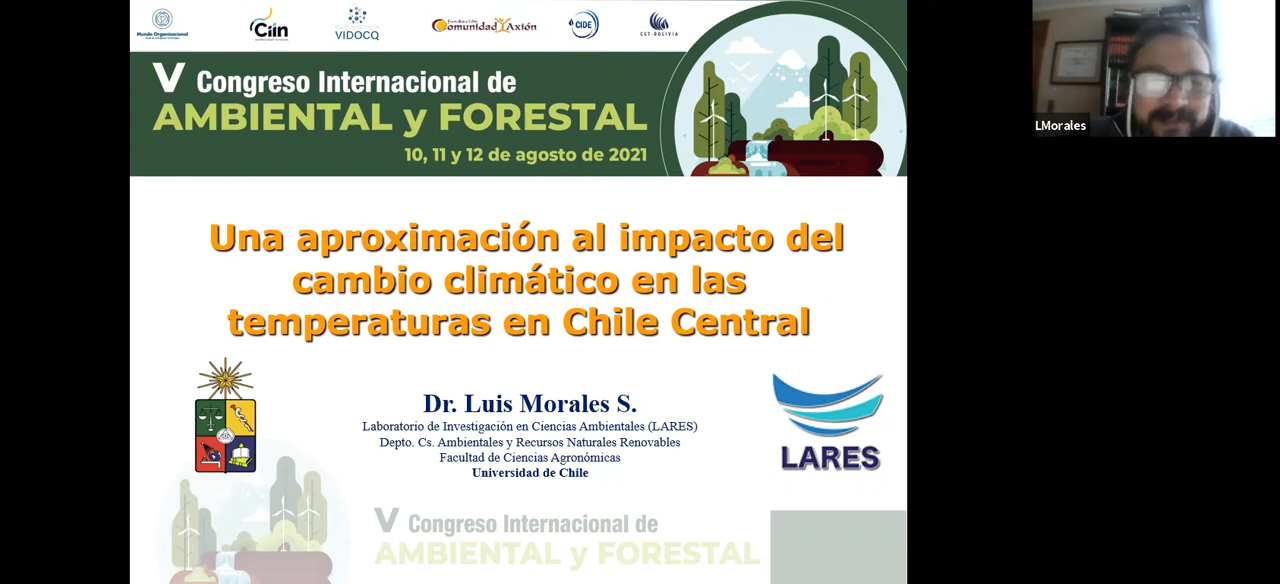 Mundo Organizacional
Ciin
VIDOCQ
Fundación
Comunidad Axión
CIDE
CET-BOLIVIA
V Congreso Internacional de
AMBIENTAL y FORESTAL
10, 11 y 12 de agosto de 2021
LMorales
Una aproximación al impacto del
cambio climático en las
temperaturas en Chile Central
Dr. Luis Morales S.
Laboratorio de Investigación en Ciencias Ambientales (LARES)
Depto. Cs. Ambientales y Recursos Naturales Renovables
Facultad de Ciencias Agronómicas
Universidad de Chile
LARES
V Congreso Internacional de
AMBIENTAL y FORESTAL